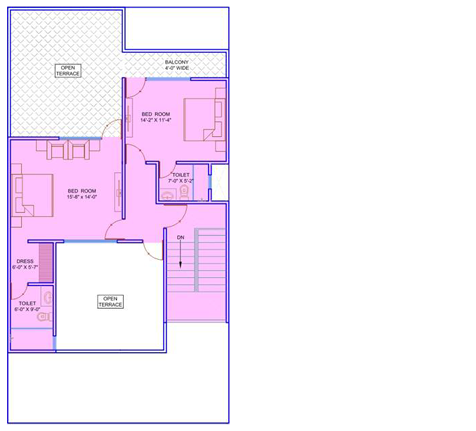 OPEN
TERRACE
BALCONY
4'-0" WIDE
BED ROOM
14'-2" X 11'-4"
TOILET
7'-0" X 5'-2"
BED ROOM
15'-8" X 14'-0"
DN
DRESS
6'-0" X 5'-7"
TOILET
6'-0" X 9'-0"
OPEN
TERRACE